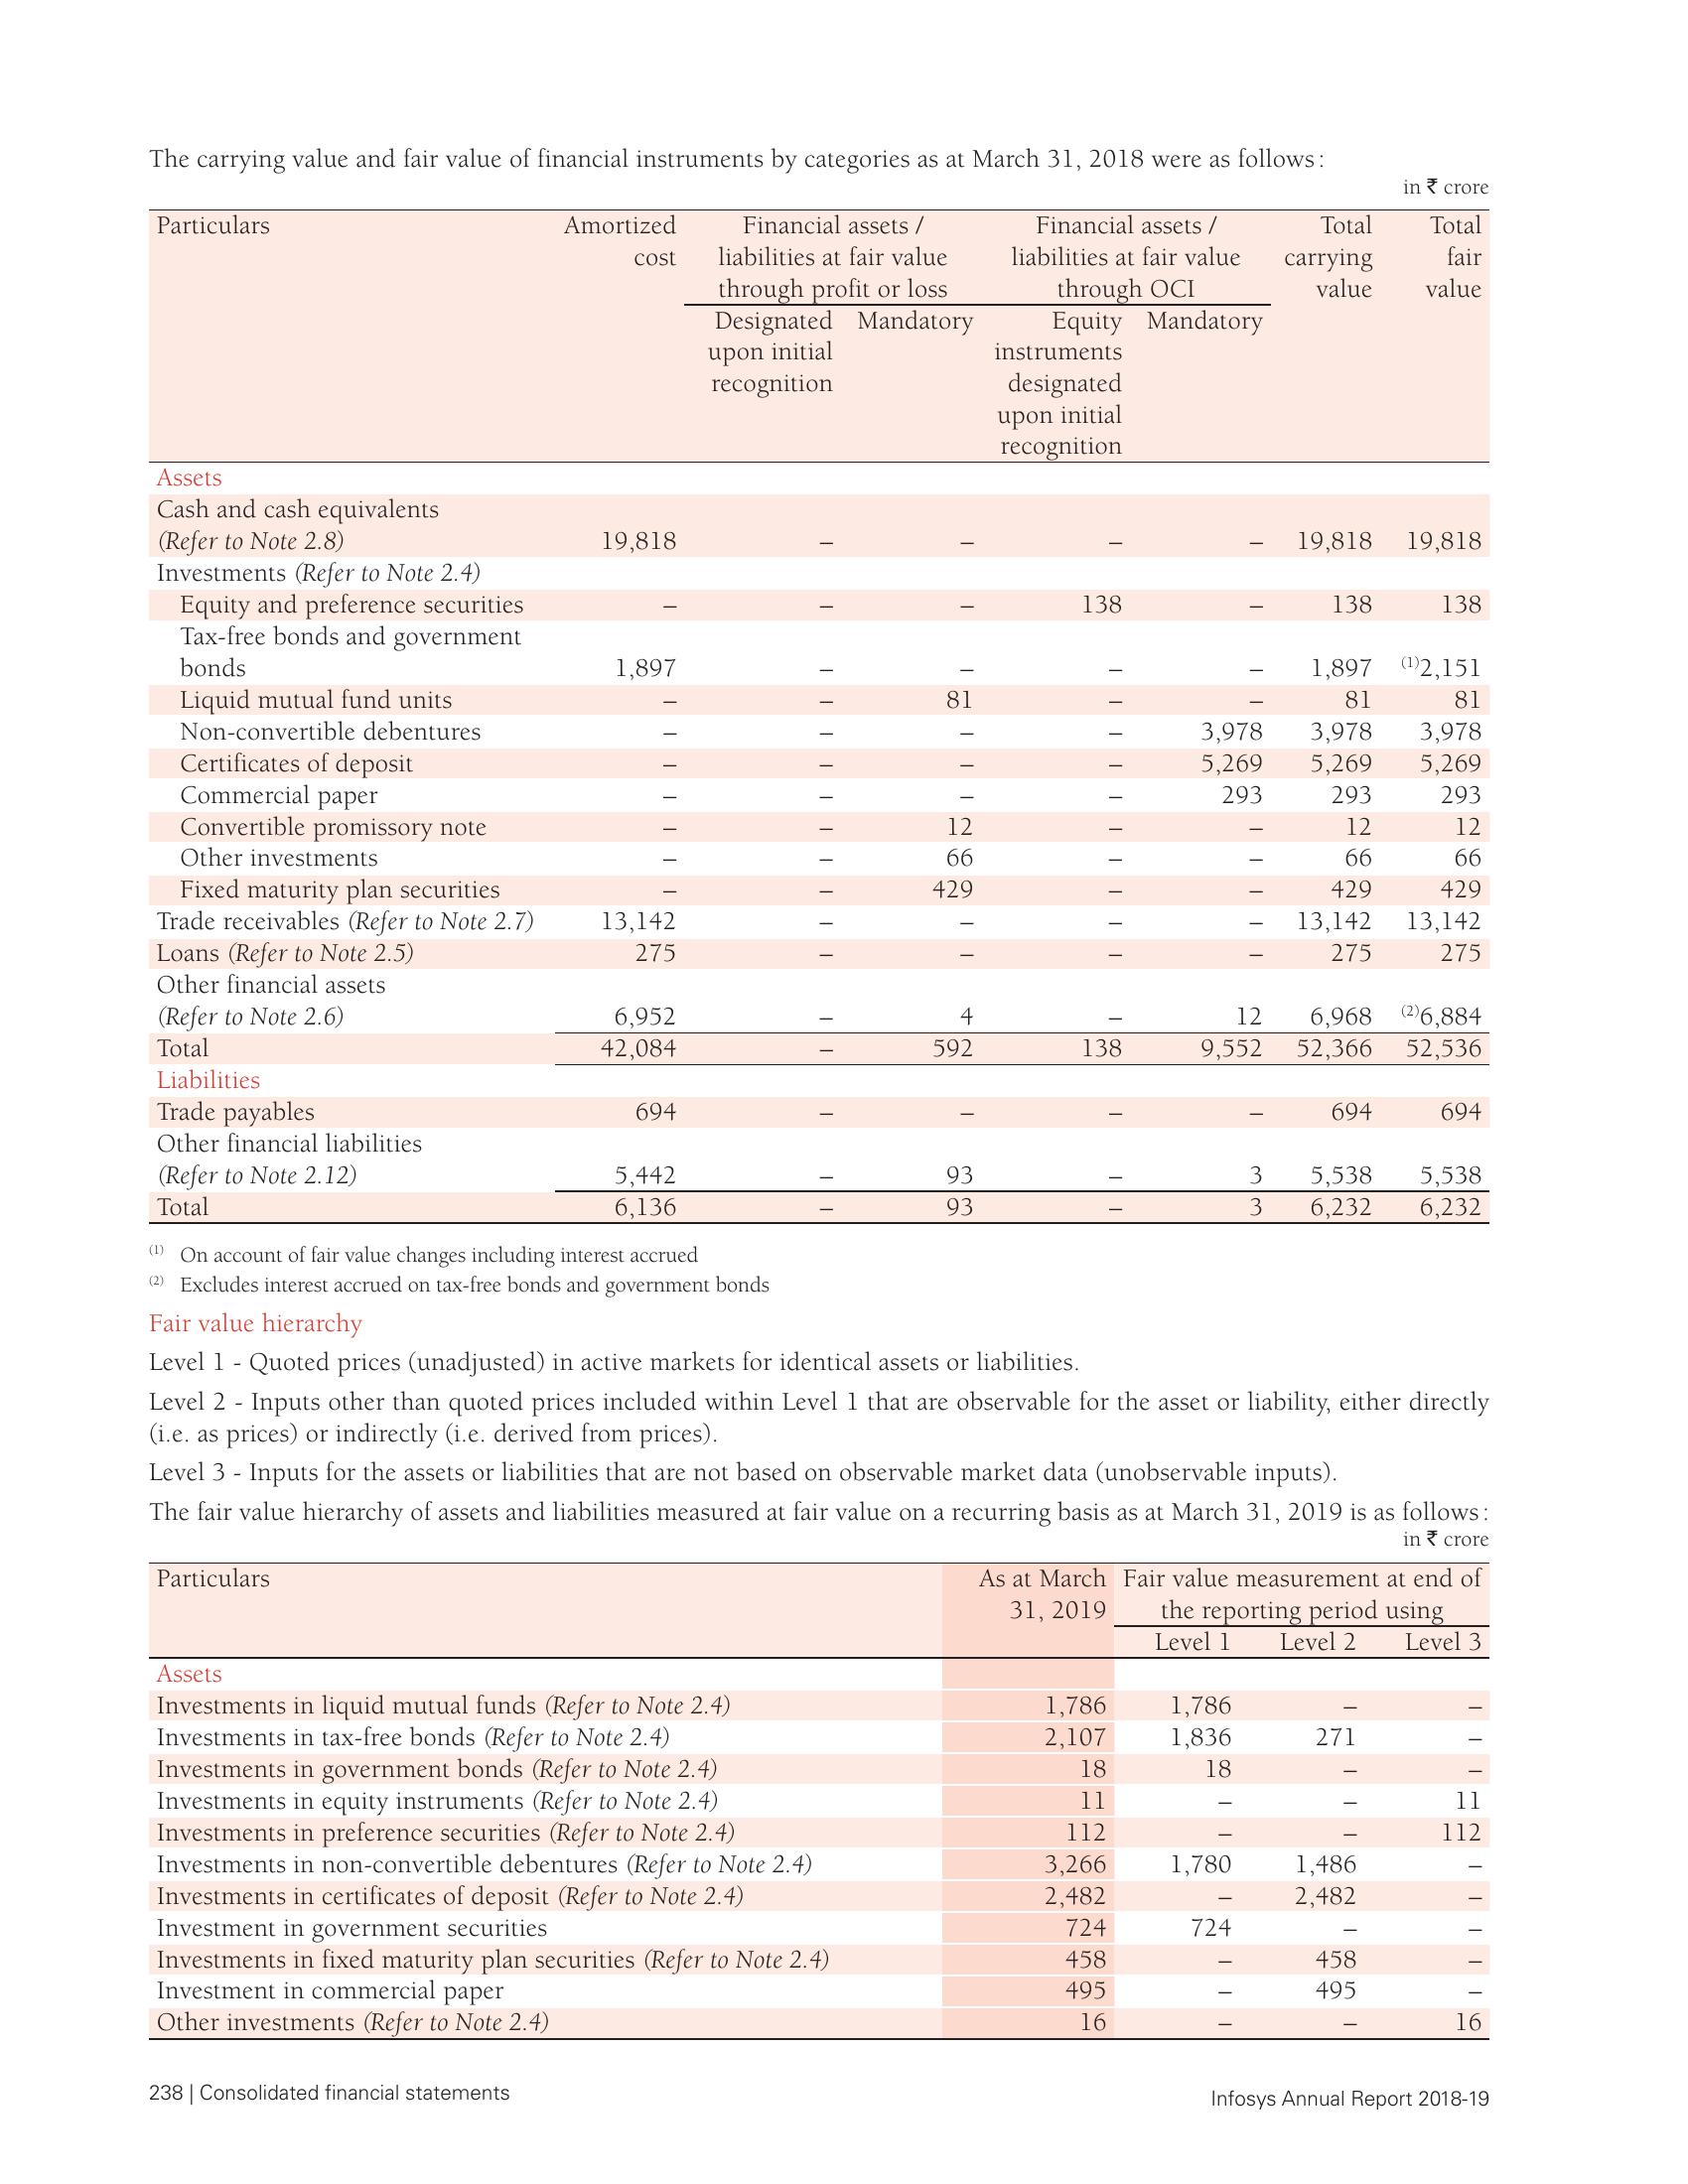 The carrying value and fair value of financial instruments by categories as at March 31, 2018 were as follows:
in ₹ crore
Particulars Amortized cost Financial assets / liabilities at fair value through profit or loss Financial assets / liabilities at fair value through OCI Total carrying value Total fair value
Designated upon initial recognition Mandatory Equity instruments designated upon initial recognition Mandatory
Assets
Cash and cash equivalents
(Refer to Note 2.8) 19,818 – – – – 19,818 19,818
Investments (Refer to Note 2.4)
Equity and preference securities – – – 138 – 138 138
Tax-free bonds and government
bonds 1,897 – – – – 1,897 (1)2,151
Liquid mutual fund units – – 81 – – 81 81
Non-convertible debentures – – – – 3,978 3,978 3,978
Certificates of deposit – – – – 5,269 5,269 5,269
Commercial paper – – – – 293 293 293
Convertible promissory note – – 12 – – 12 12
Other investments – – 66 – – 66 66
Fixed maturity plan securities – – 429 – – 429 429
Trade receivables (Refer to Note 2.7) 13,142 – – – – 13,142 13,142
Loans (Refer to Note 2.5) 275 – – – – 275 275
Other financial assets
(Refer to Note 2.6) 6,952 – 4 – 12 6,968 (2)6,884
Total 42,084 – 592 138 9,552 52,366 52,536
Liabilities
Trade payables 694 – – – – 694 694
Other financial liabilities
(Refer to Note 2.12) 5,442 – 93 – 3 5,538 5,538
Total 6,136 – 93 – 3 6,232 6,232
(1) On account of fair value changes including interest accrued
(2) Excludes interest accrued on tax-free bonds and government bonds
Fair value hierarchy
Level 1 - Quoted prices (unadjusted) in active markets for identical assets or liabilities.
Level 2 - Inputs other than quoted prices included within Level 1 that are observable for the asset or liability, either directly
(i.e. as prices) or indirectly (i.e. derived from prices).
Level 3 - Inputs for the assets or liabilities that are not based on observable market data (unobservable inputs).
The fair value hierarchy of assets and liabilities measured at fair value on a recurring basis as at March 31, 2019 is as follows:
in ₹ crore
Particulars As at March 31, 2019 Fair value measurement at end of the reporting period using
Level 1 Level 2 Level 3
Assets
Investments in liquid mutual funds (Refer to Note 2.4) 1,786 1,786 – –
Investments in tax-free bonds (Refer to Note 2.4) 2,107 1,836 271 –
Investments in government bonds (Refer to Note 2.4) 18 18 – –
Investments in equity instruments (Refer to Note 2.4) 11 – – 11
Investments in preference securities (Refer to Note 2.4) 112 – – 112
Investments in non-convertible debentures (Refer to Note 2.4) 3,266 1,780 1,486 –
Investments in certificates of deposit (Refer to Note 2.4) 2,482 – 2,482 –
Investment in government securities 724 724 – –
Investments in fixed maturity plan securities (Refer to Note 2.4) 458 – 458 –
Investment in commercial paper 495 – 495 –
Other investments (Refer to Note 2.4) 16 – – 16
238 | Consolidated financial statements
Infosys Annual Report 2018-19